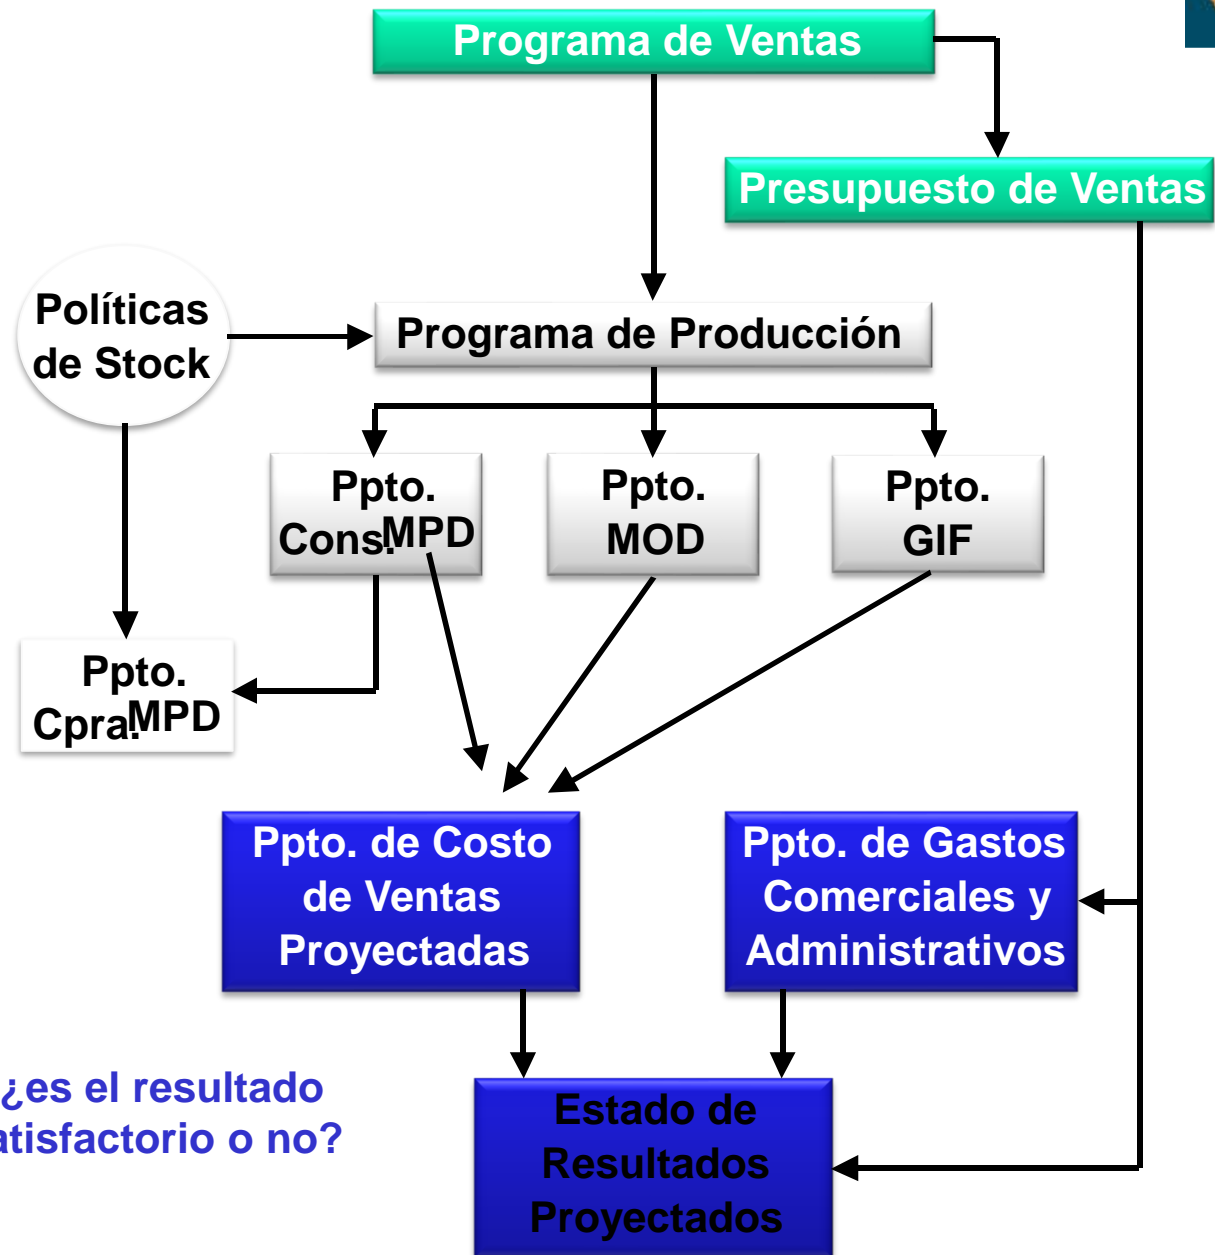 Programa de Ventas
Presupuesto de Ventas
Políticas
de Stock
Programa de Producción
Ppto.
Cons.MPD
Ppto.
MOD
Ppto.
GIF
Ppto.
Cpra.MPD
Ppto. de Costo
de Ventas
Proyectadas
Ppto. de Gastos
Comerciales y
Administrativos
¿es el resultado
atisfactorio o no?
Estado de
Resultados
Proyectados